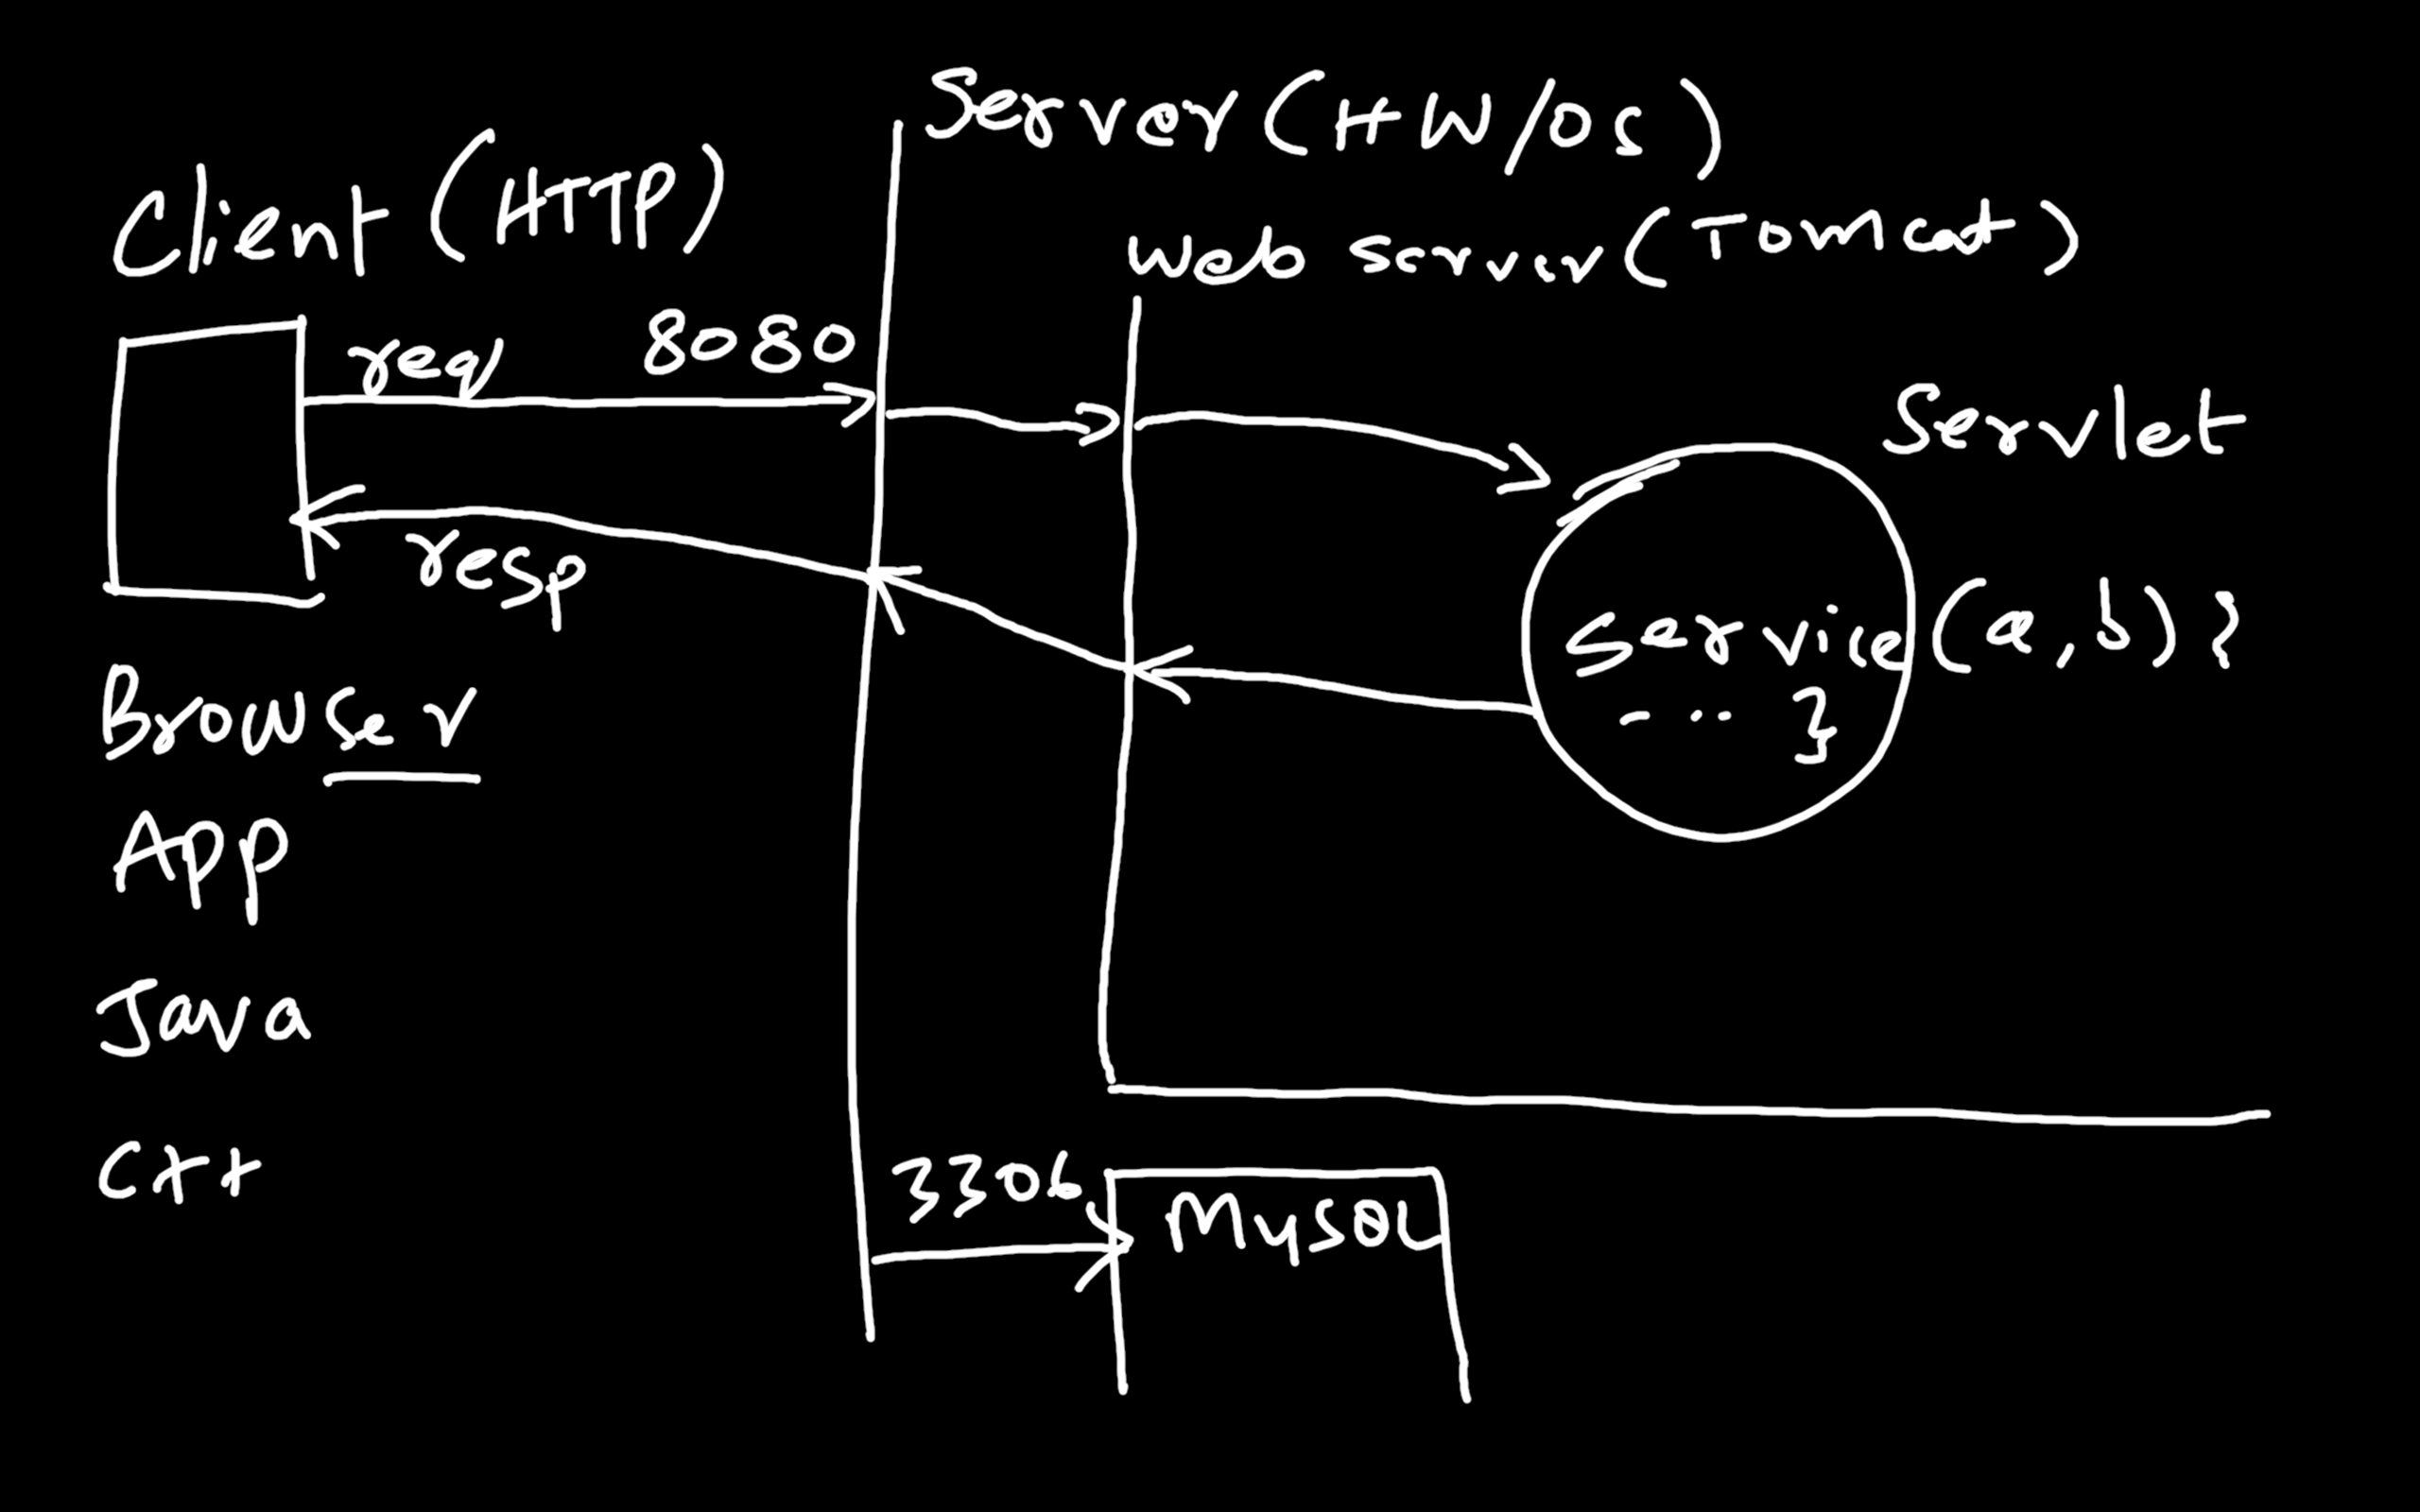 Server (HW/OS)
Client (HTTP)
Web server (Tomcat)
req 8080
Servlet
resp
service(a,b) {
- .. }
Browser
App
Java
C++
3306
MySQL